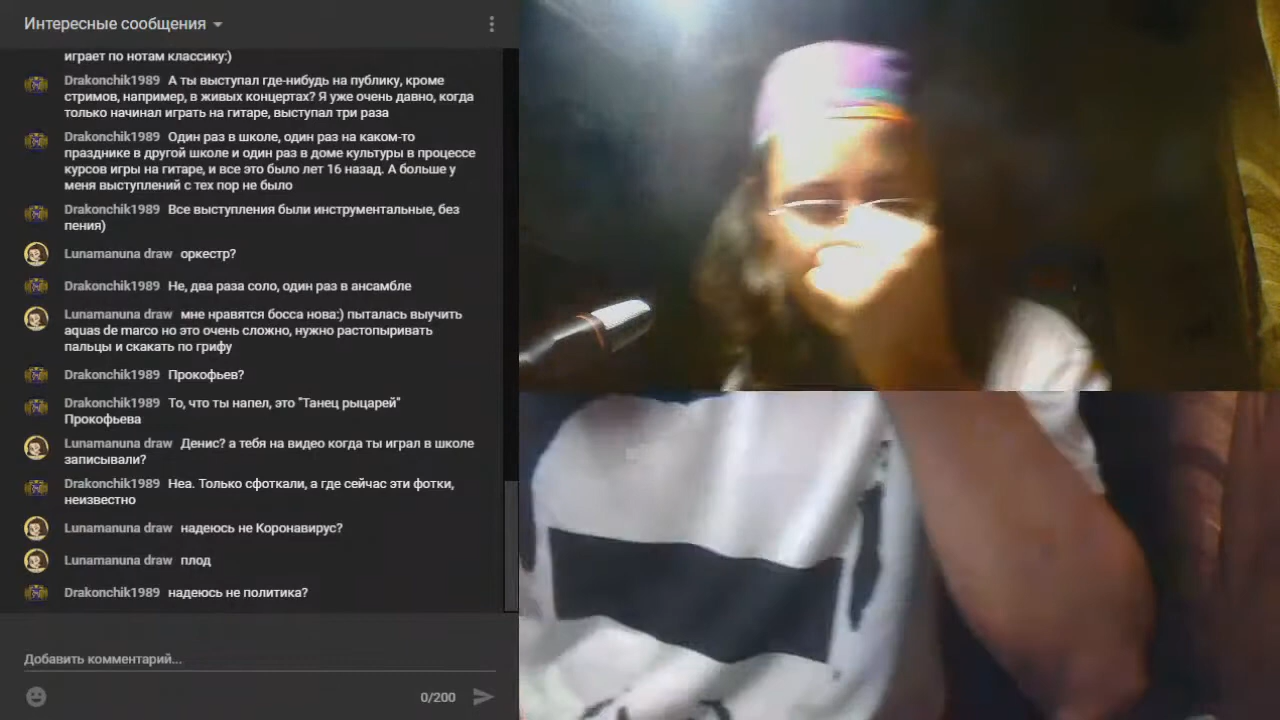 Интересные сообщения
играет по нотам классику:)
Drakonchik1989 А ты выступал где-нибудь на публику, кроме
стримов, например, в живых концертах? Я уже очень давно, когда
только начинал играть на гитаре, выступал три раза
Drakonchik1989 Один раз в школе, один раз на каком-то
празднике в другой школе и один раз в доме культуры в процессе
курсов игры на гитаре, и все это было лет 16 назад. А больше у
меня выступлений с тех пор не было
Drakonchik1989 Все выступления были инструментальные, без
пения)
Lunamanuna draw оркестр?
Drakonchik1989 Не, два раза соло, один раз в ансамбле
Lunamanuna draw мне нравятся босса нова:) пыталась выучить
aquas de marco но это очень сложно, нужно растопыривать
пальцы и скакать по грифу
Drakonchik1989 Прокофьев?
Drakonchik1989 То, что ты напел, это "Танец рыцарей"
Прокофьева
Lunamanuna draw Денис? а тебя на видео когда ты играл в школе
записывали?
Drakonchik1989 Неа. Только сфоткали, а где сейчас эти фотки,
неизвестно
Lunamanuna draw надеюсь не Коронавирус?
Lunamanuna draw плод
Drakonchik1989 надеюсь не политика?
Добавить комментарий...
0/200